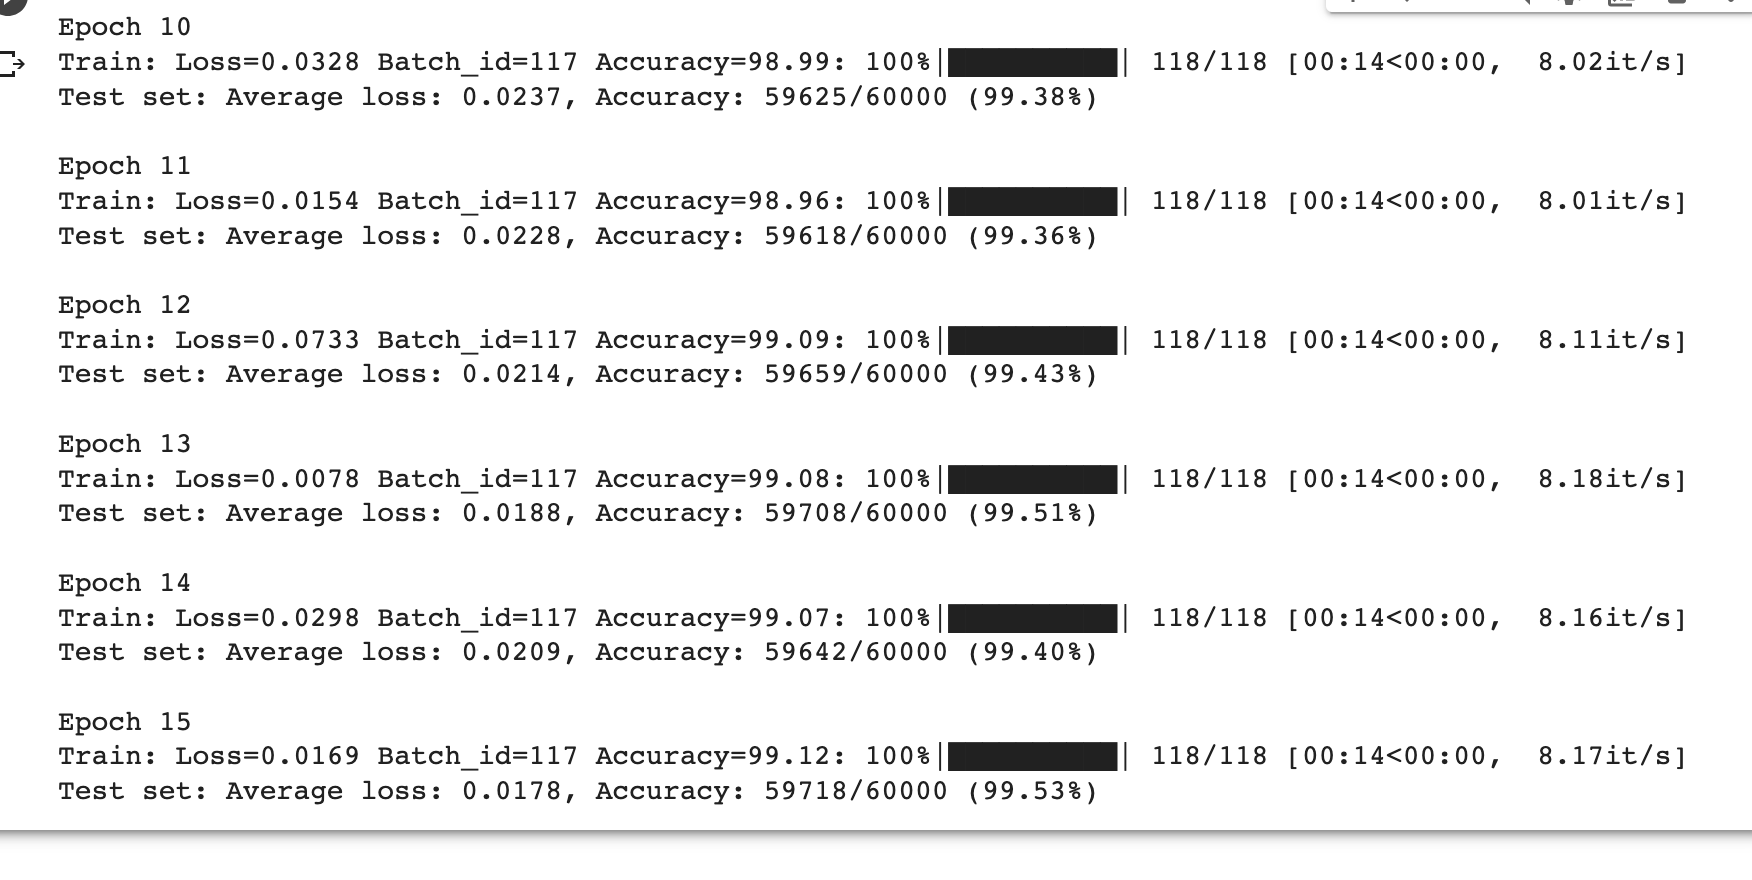 Epoch 10
Train: Loss=0.0328 Batch_id=117 Accuracy=98.99: 100%|██████████| 118/118 [00:14<00:00,  8.02it/s]
Test set: Average loss: 0.0237, Accuracy: 59625/60000 (99.38%)
Epoch 11
Train: Loss=0.0154 Batch_id=117 Accuracy=98.96: 100%|██████████| 118/118 [00:14<00:00,  8.01it/s]
Test set: Average loss: 0.0228, Accuracy: 59618/60000 (99.36%)
Epoch 12
Train: Loss=0.0733 Batch_id=117 Accuracy=99.09: 100%|██████████| 118/118 [00:14<00:00,  8.11it/s]
Test set: Average loss: 0.0214, Accuracy: 59659/60000 (99.43%)
Epoch 13
Train: Loss=0.0078 Batch_id=117 Accuracy=99.08: 100%|██████████| 118/118 [00:14<00:00,  8.18it/s]
Test set: Average loss: 0.0188, Accuracy: 59708/60000 (99.51%)
Epoch 14
Train: Loss=0.0298 Batch_id=117 Accuracy=99.07: 100%|██████████| 118/118 [00:14<00:00,  8.16it/s]
Test set: Average loss: 0.0209, Accuracy: 59642/60000 (99.40%)
Epoch 15
Train: Loss=0.0169 Batch_id=117 Accuracy=99.12: 100%|██████████| 118/118 [00:14<00:00,  8.17it/s]
Test set: Average loss: 0.0178, Accuracy: 59718/60000 (99.53%)